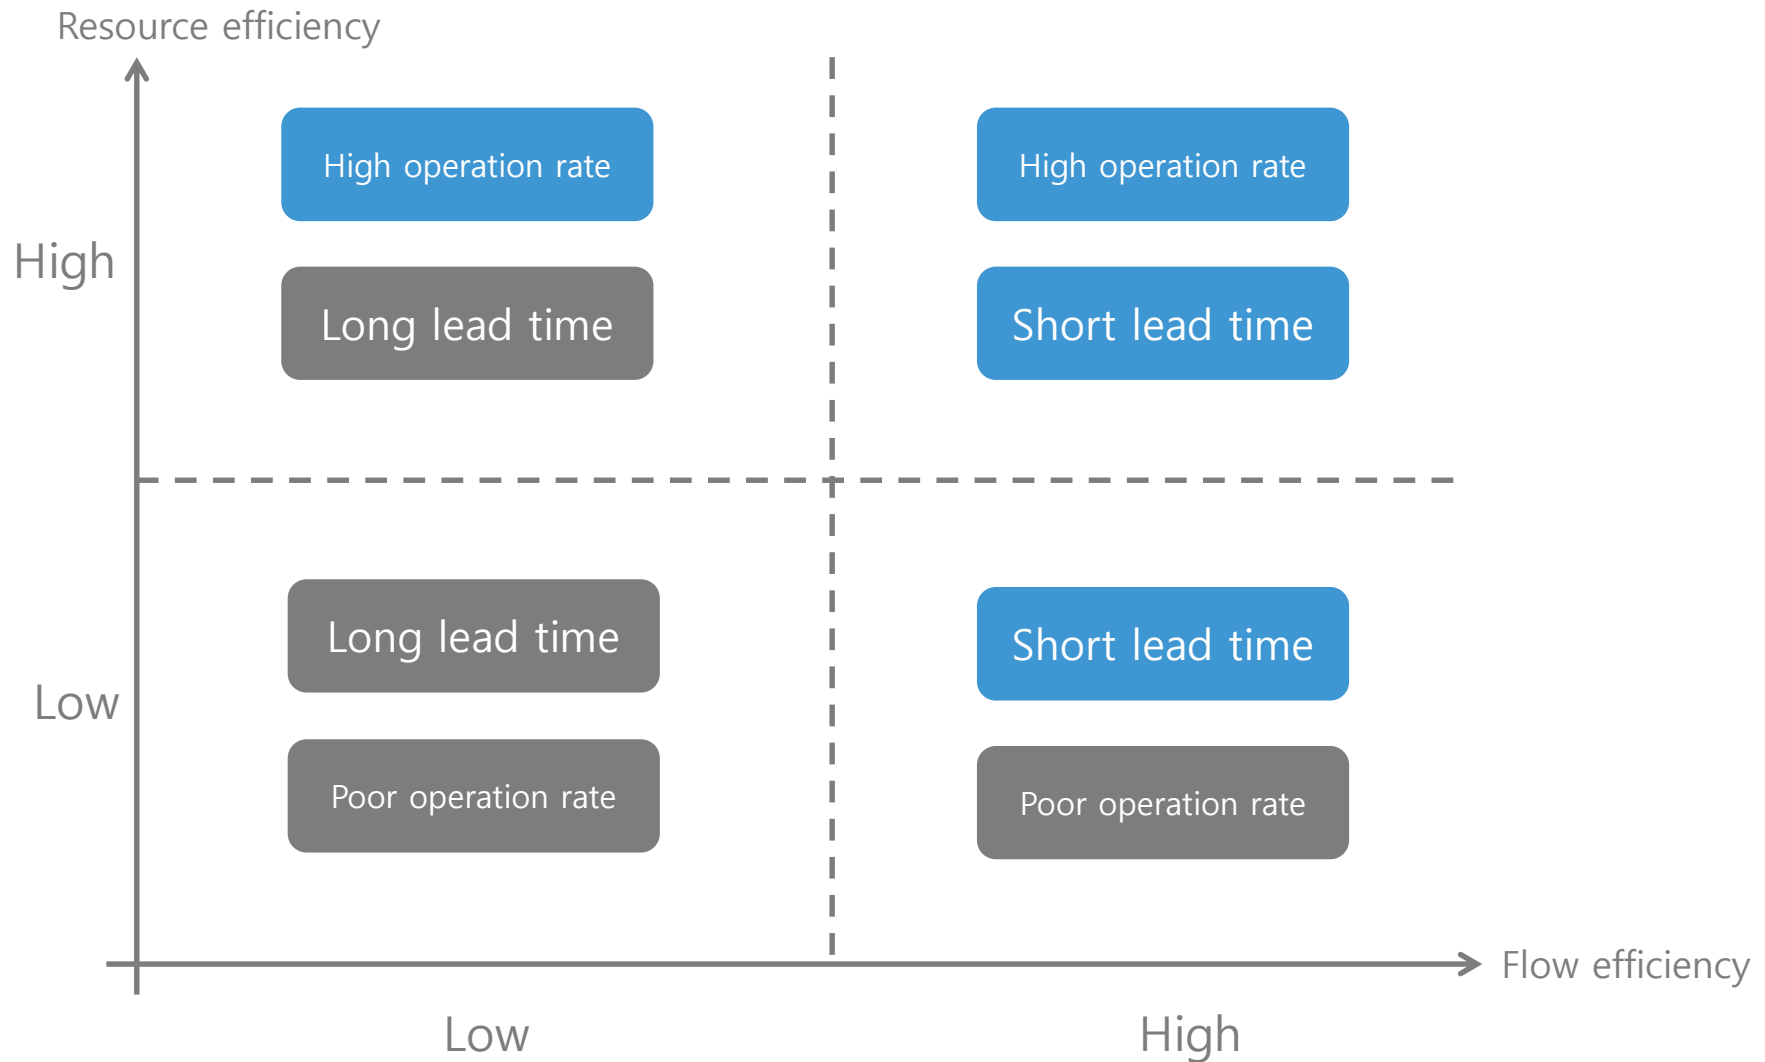 Resource efficiency
High operation rate
High operation rate
High
Long lead time
Short lead time
Long lead time
Short lead time
Low
Poor operation rate
Poor operation rate
Flow efficiency
Low
High